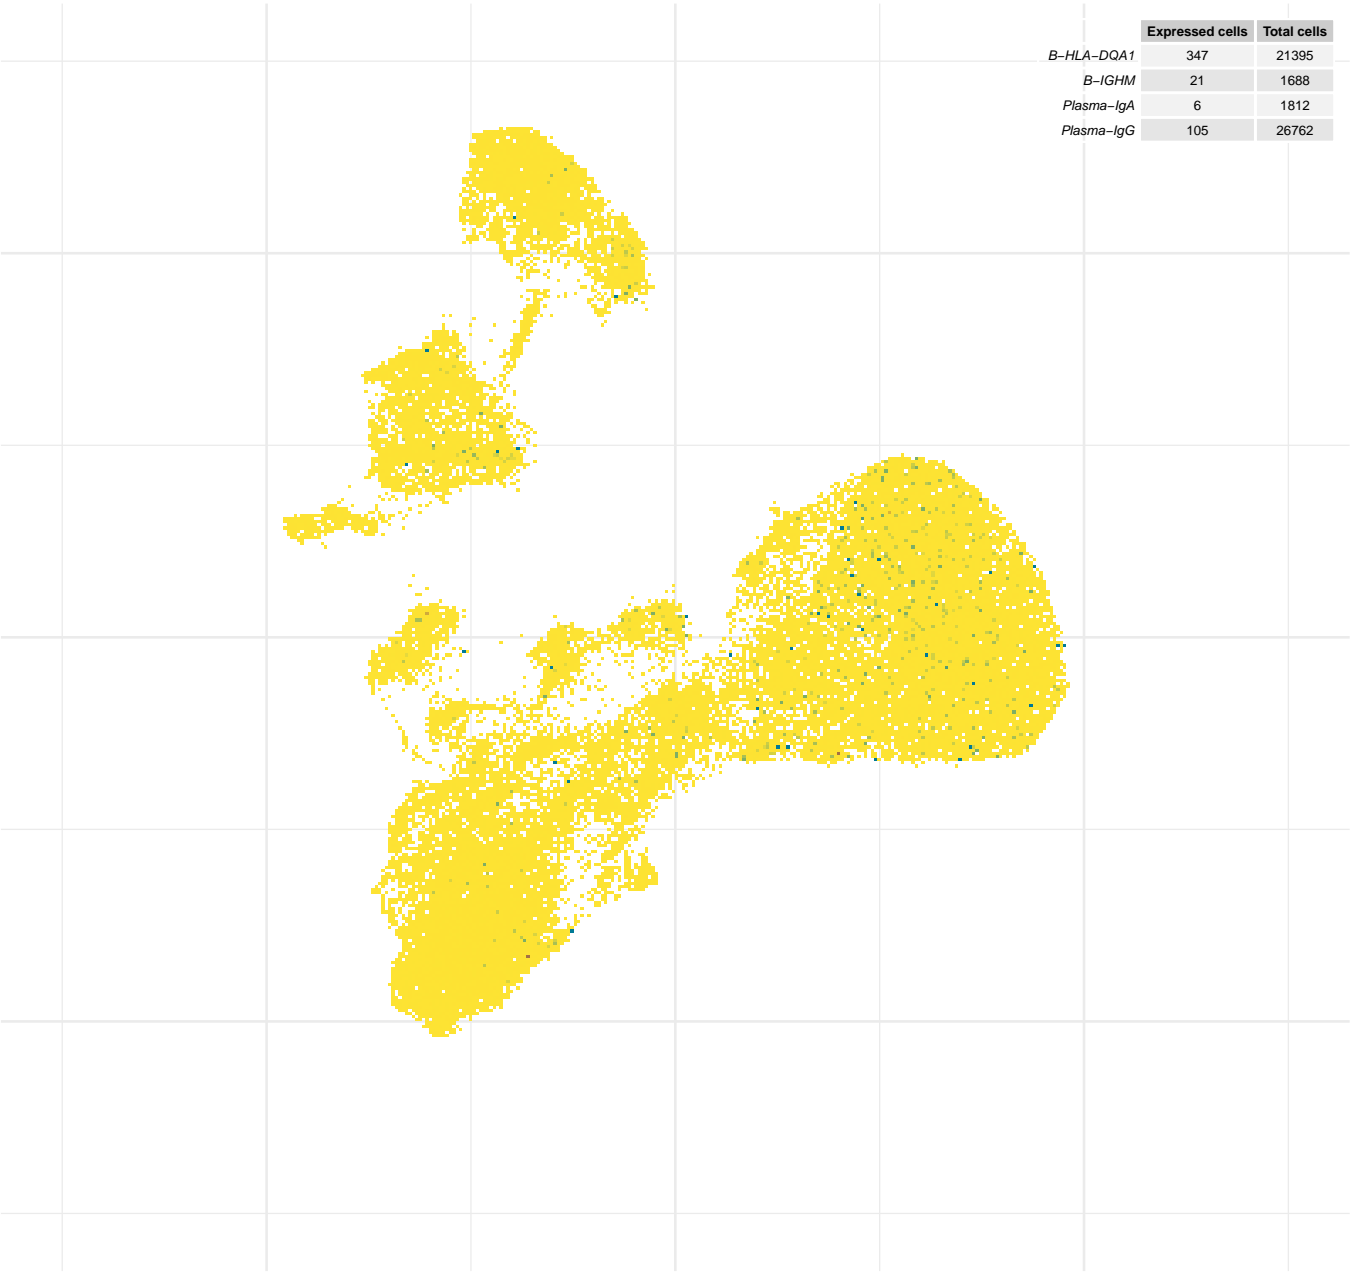 Expressed cells Total cells
B−HLA−DQA1 347 21395
B−IGHM 21 1688
Plasma−IgA 6 1812
Plasma−IgG 105 26762